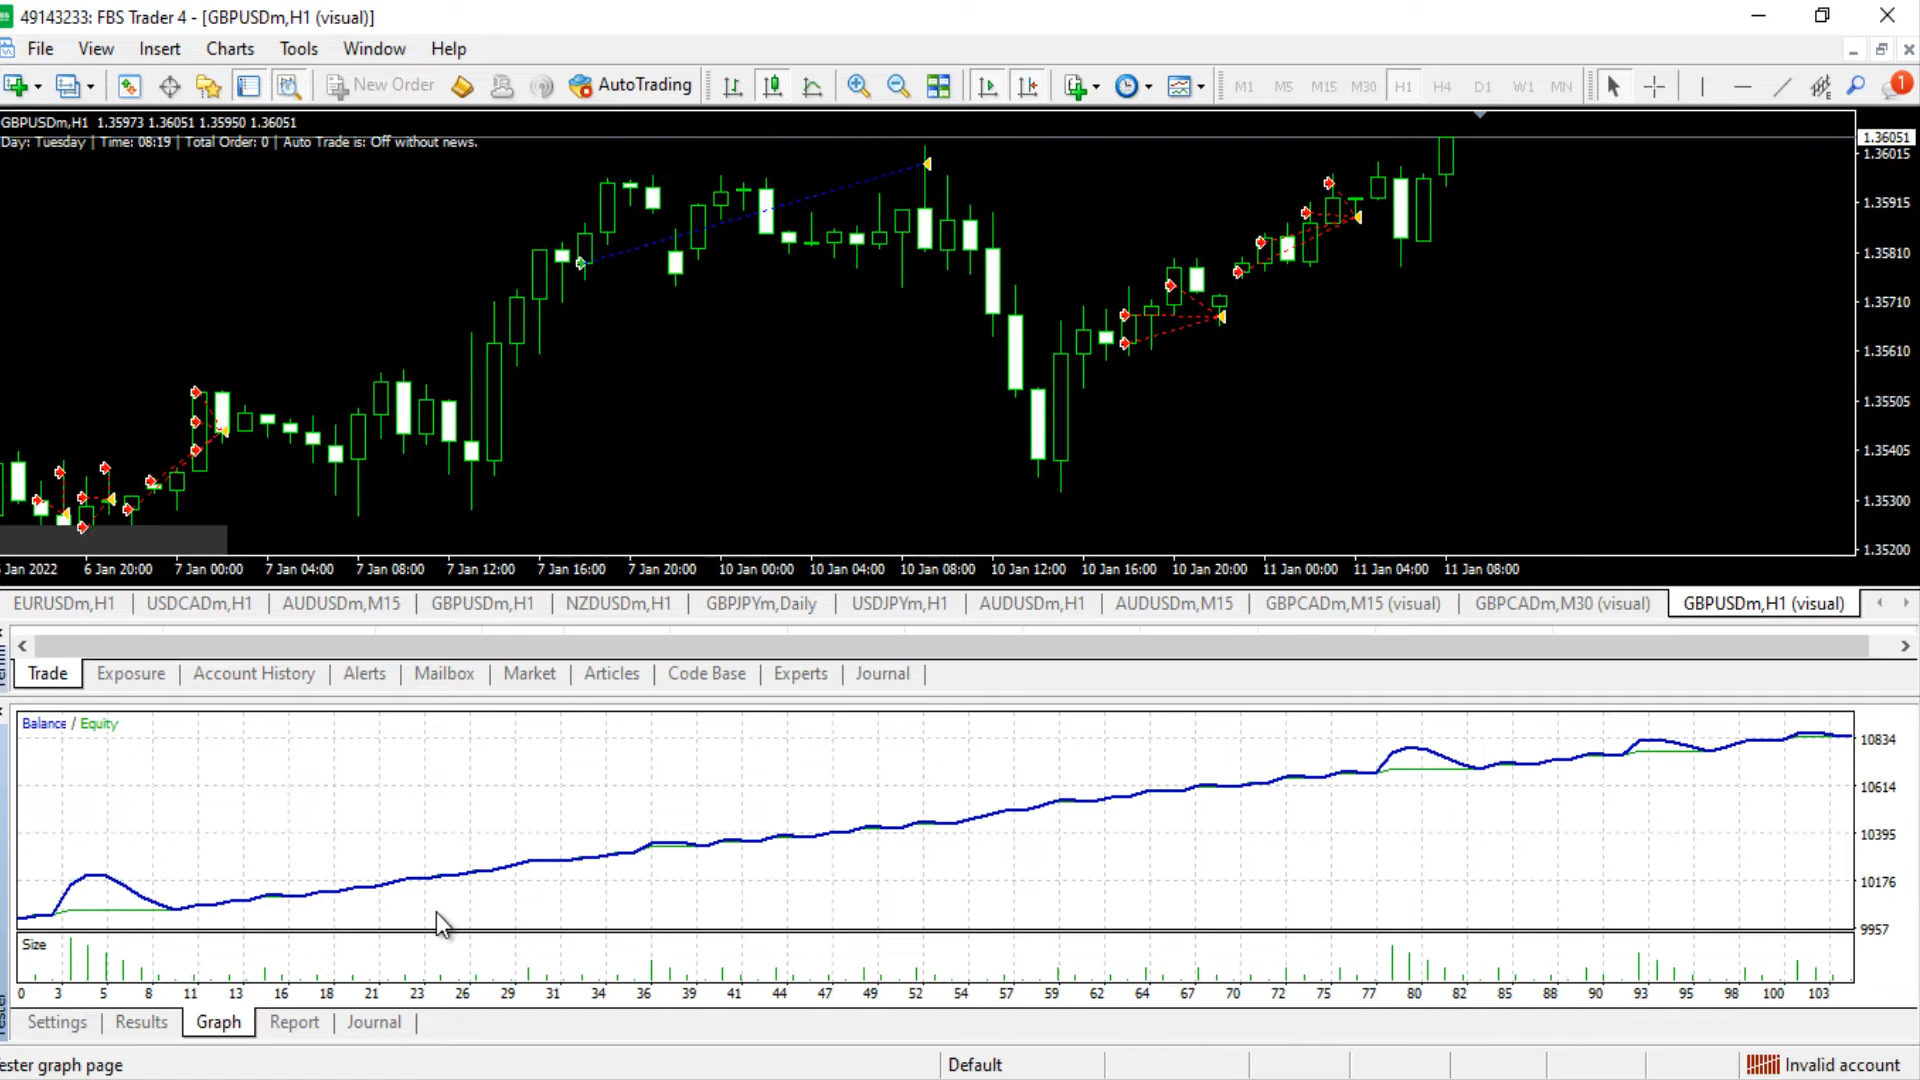 49143233: FBS Trader 4 - [GBPUSDm,H1 (visual)]
File View Insert Charts Tools Window Help
New Order AutoTrading M1 M5 M15 M30 H1 H4 D1 W1 MN 1
GBPUSDm,H1 1.35973 1.36051 1.35950 1.36051
Day: Tuesday | Time: 08:19 | Total Order: 0 | Auto Trade is: Off without news.
1.36051
1.36015
1.35915
1.35810
1.35710
1.35610
1.35505
1.35405
1.35300
1.35200
Jan 2022 6 Jan 20:00 7 Jan 00:00 7 Jan 04:00 7 Jan 08:00 7 Jan 12:00 7 Jan 16:00 7 Jan 20:00 10 Jan 00:00 10 Jan 04:00 10 Jan 08:00 10 Jan 12:00 10 Jan 16:00 10 Jan 20:00 11 Jan 00:00 11 Jan 04:00 11 Jan 08:00
EURUSDm,H1 USDCADm,H1 AUDUSDm,M15 GBPUSDm,H1 NZDUSDm,H1 GBPJPYm,Daily USDJPYm,H1 AUDUSDm,H1 AUDUSDm,M15 GBPCADm,M15 (visual) GBPCADm,M30 (visual) GBPUSDm,H1 (visual)
Trade Exposure Account History Alerts Mailbox Market Articles Code Base Experts Journal
Balance / Equity
10834
10614
10395
10176
9957
Size
0 3 5 8 11 13 16 18 21 23 26 29 31 34 36 39 41 44 47 49 52 54 57 59 62 64 67 70 72 75 77 80 82 85 88 90 93 95 98 100 103
Settings Results Graph Report Journal
ester graph page Default Invalid account